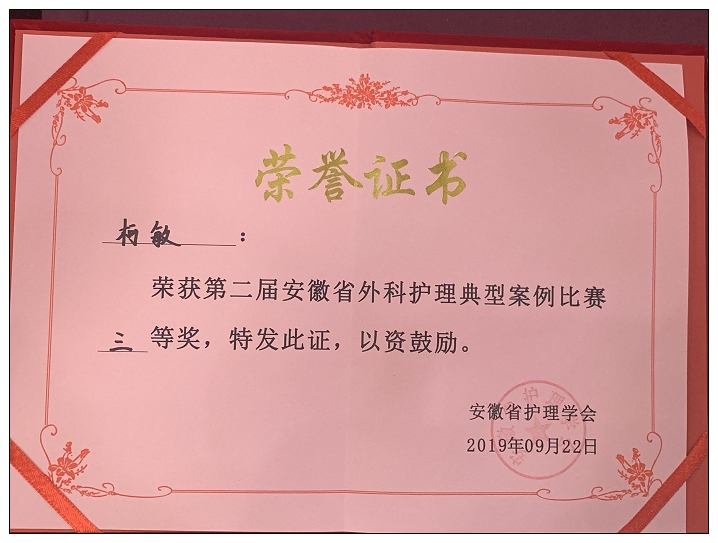 荣誉证书
柯敏:
荣获第二届安徽省外科护理典型案例比赛
三等奖，特发此证，以资鼓励。
安徽省护理学会
2019年09月22日